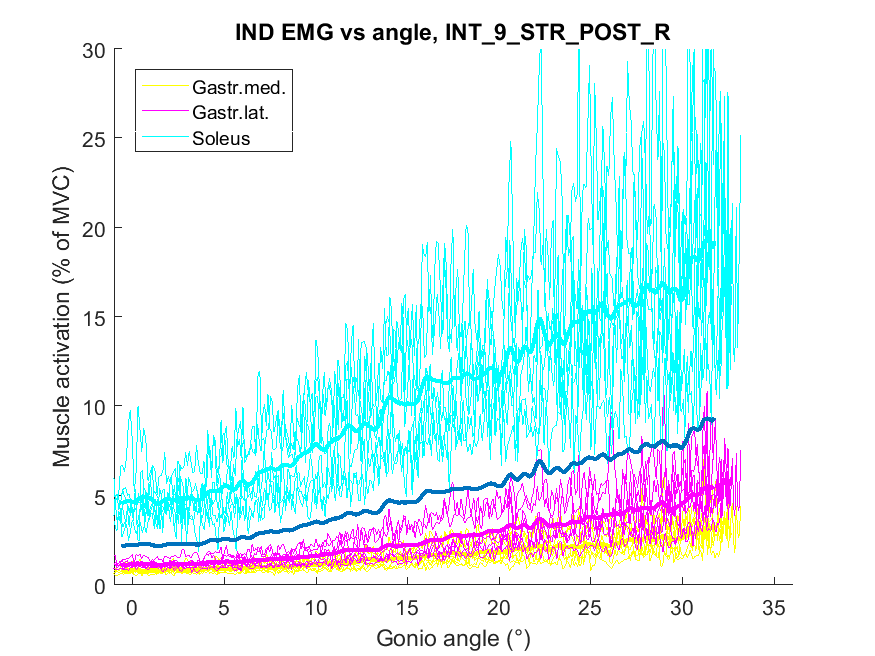 IND EMG vs angle, INT_9_STR_POST_R
30
25
20
15
10
5
0
Gastr.med.
Gastr.lat.
Soleus
Muscle activation (% of MVC)
0 5 10 15 20 25 30 35
Gonio angle (°)